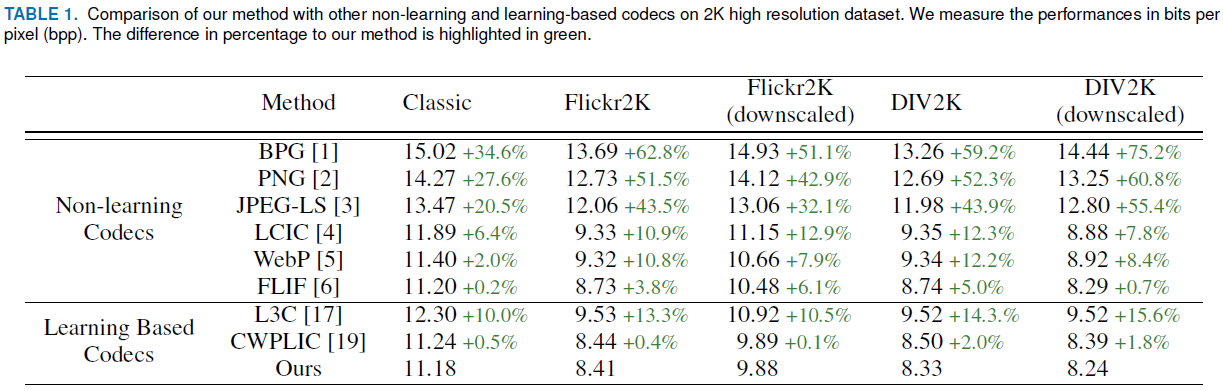 TABLE 1. Comparison of our method with other non-learning and learning-based codecs on 2K high resolution dataset. We measure the performances in bits per
pixel (bpp). The difference in percentage to our method is highlighted in green.
Method Classic Flickr2K Flickr2K (downscaled) DIV2K DIV2K (downscaled)
Non-learning Codecs
BPG [1] 15.02 +34.6% 13.69 +62.8% 14.93 +51.1% 13.26 +59.2% 14.44 +75.2%
PNG [2] 14.27 +27.6% 12.73 +51.5% 14.12 +42.9% 12.69 +52.3% 13.25 +60.8%
JPEG-LS [3] 13.47 +20.5% 12.06 +43.5% 13.06 +32.1% 11.98 +43.9% 12.80 +55.4%
LCIC [4] 11.89 +6.4% 9.33 +10.9% 11.15 +12.9% 9.35 +12.3% 8.88 +7.8%
WebP [5] 11.40 +2.0% 9.32 +10.8% 10.66 +7.9% 9.34 +12.2% 8.92 +8.4%
FLIF [6] 11.20 +0.2% 8.73 +3.8% 10.48 +6.1% 8.74 +5.0% 8.29 +0.7%
Learning Based Codecs
L3C [17] 12.30 +10.0% 9.53 +13.3% 10.92 +10.5% 9.52 +14.3.% 9.52 +15.6%
CWPLIC [19] 11.24 +0.5% 8.44 +0.4% 9.89 +0.1% 8.50 +2.0% 8.39 +1.8%
Ours 11.18 8.41 9.88 8.33 8.24